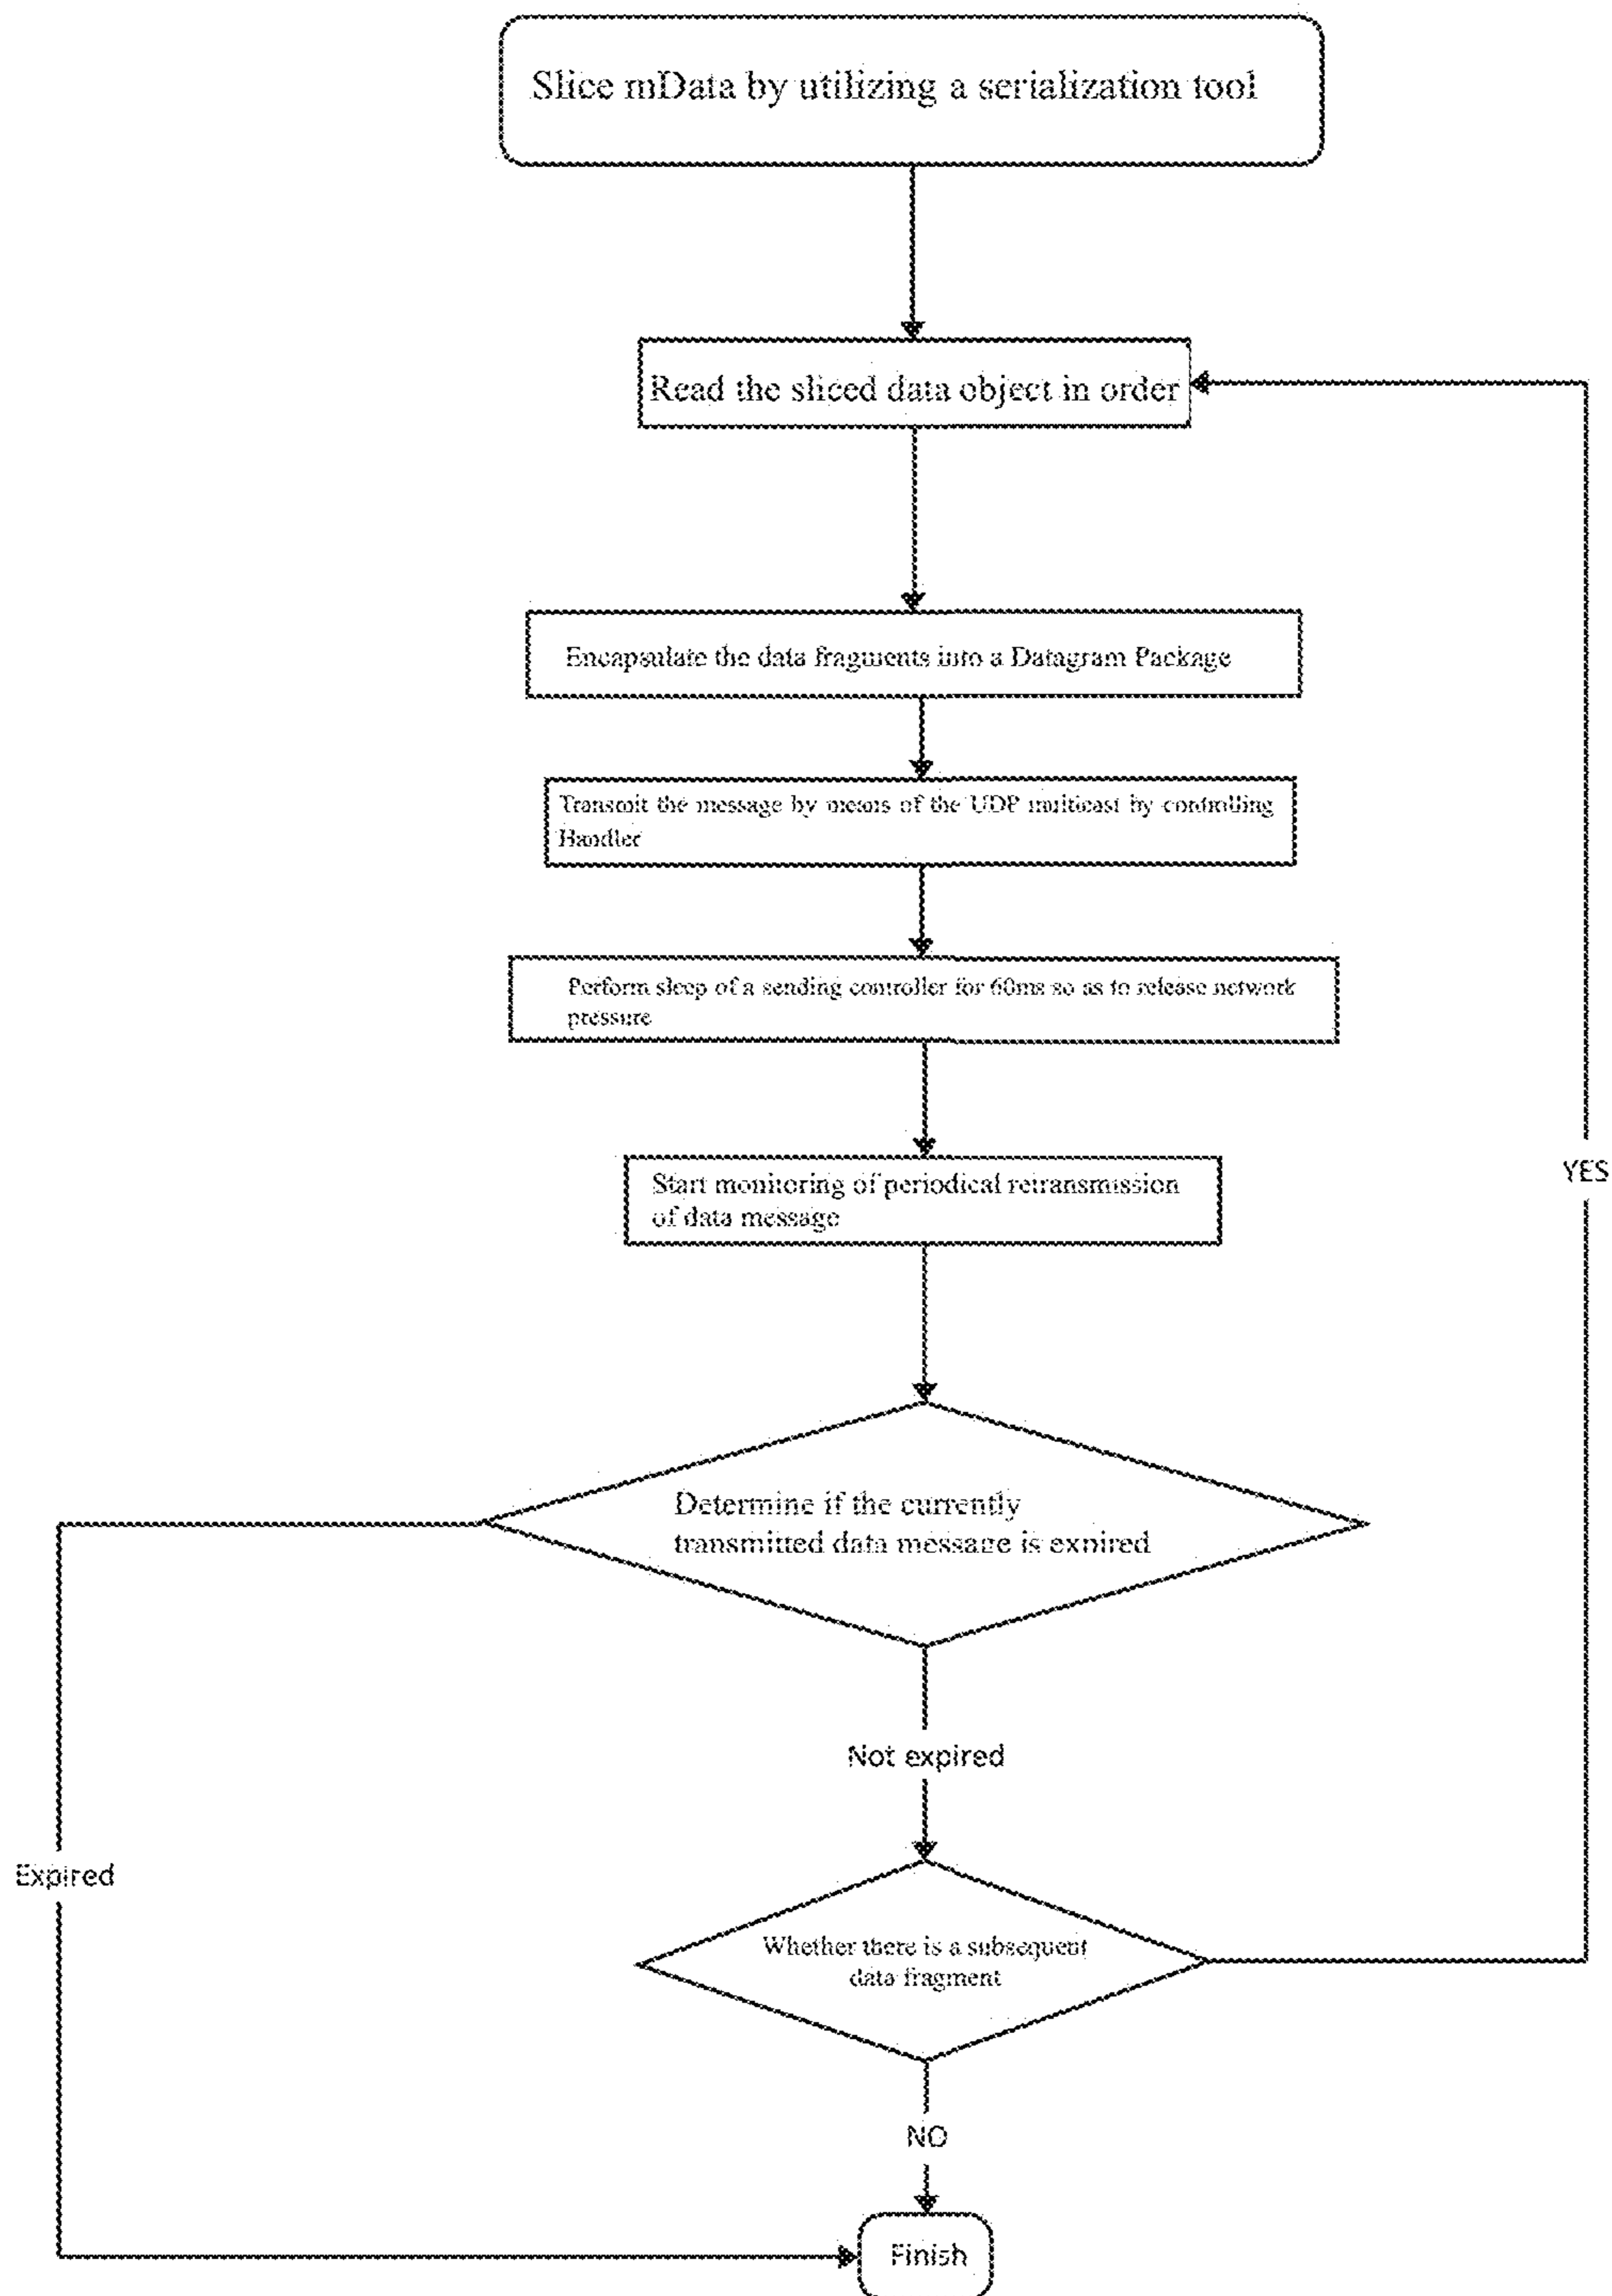 Slice mData by utilizing a serialization tool
Read the sliced data object in order
Encapsulate the data fragments into a Datagram Package
Transmit the message by means of the UDP multicast by controlling
Handler
Perform sleep of a sending controller for 60ms so as to release network
pressure
Start monitoring of periodical retransmission
of data message
YES
Determine if the currently
transmitted data message is expired
Not expired
Expired
Whether there is a subsequent
data fragment
NO
Finish